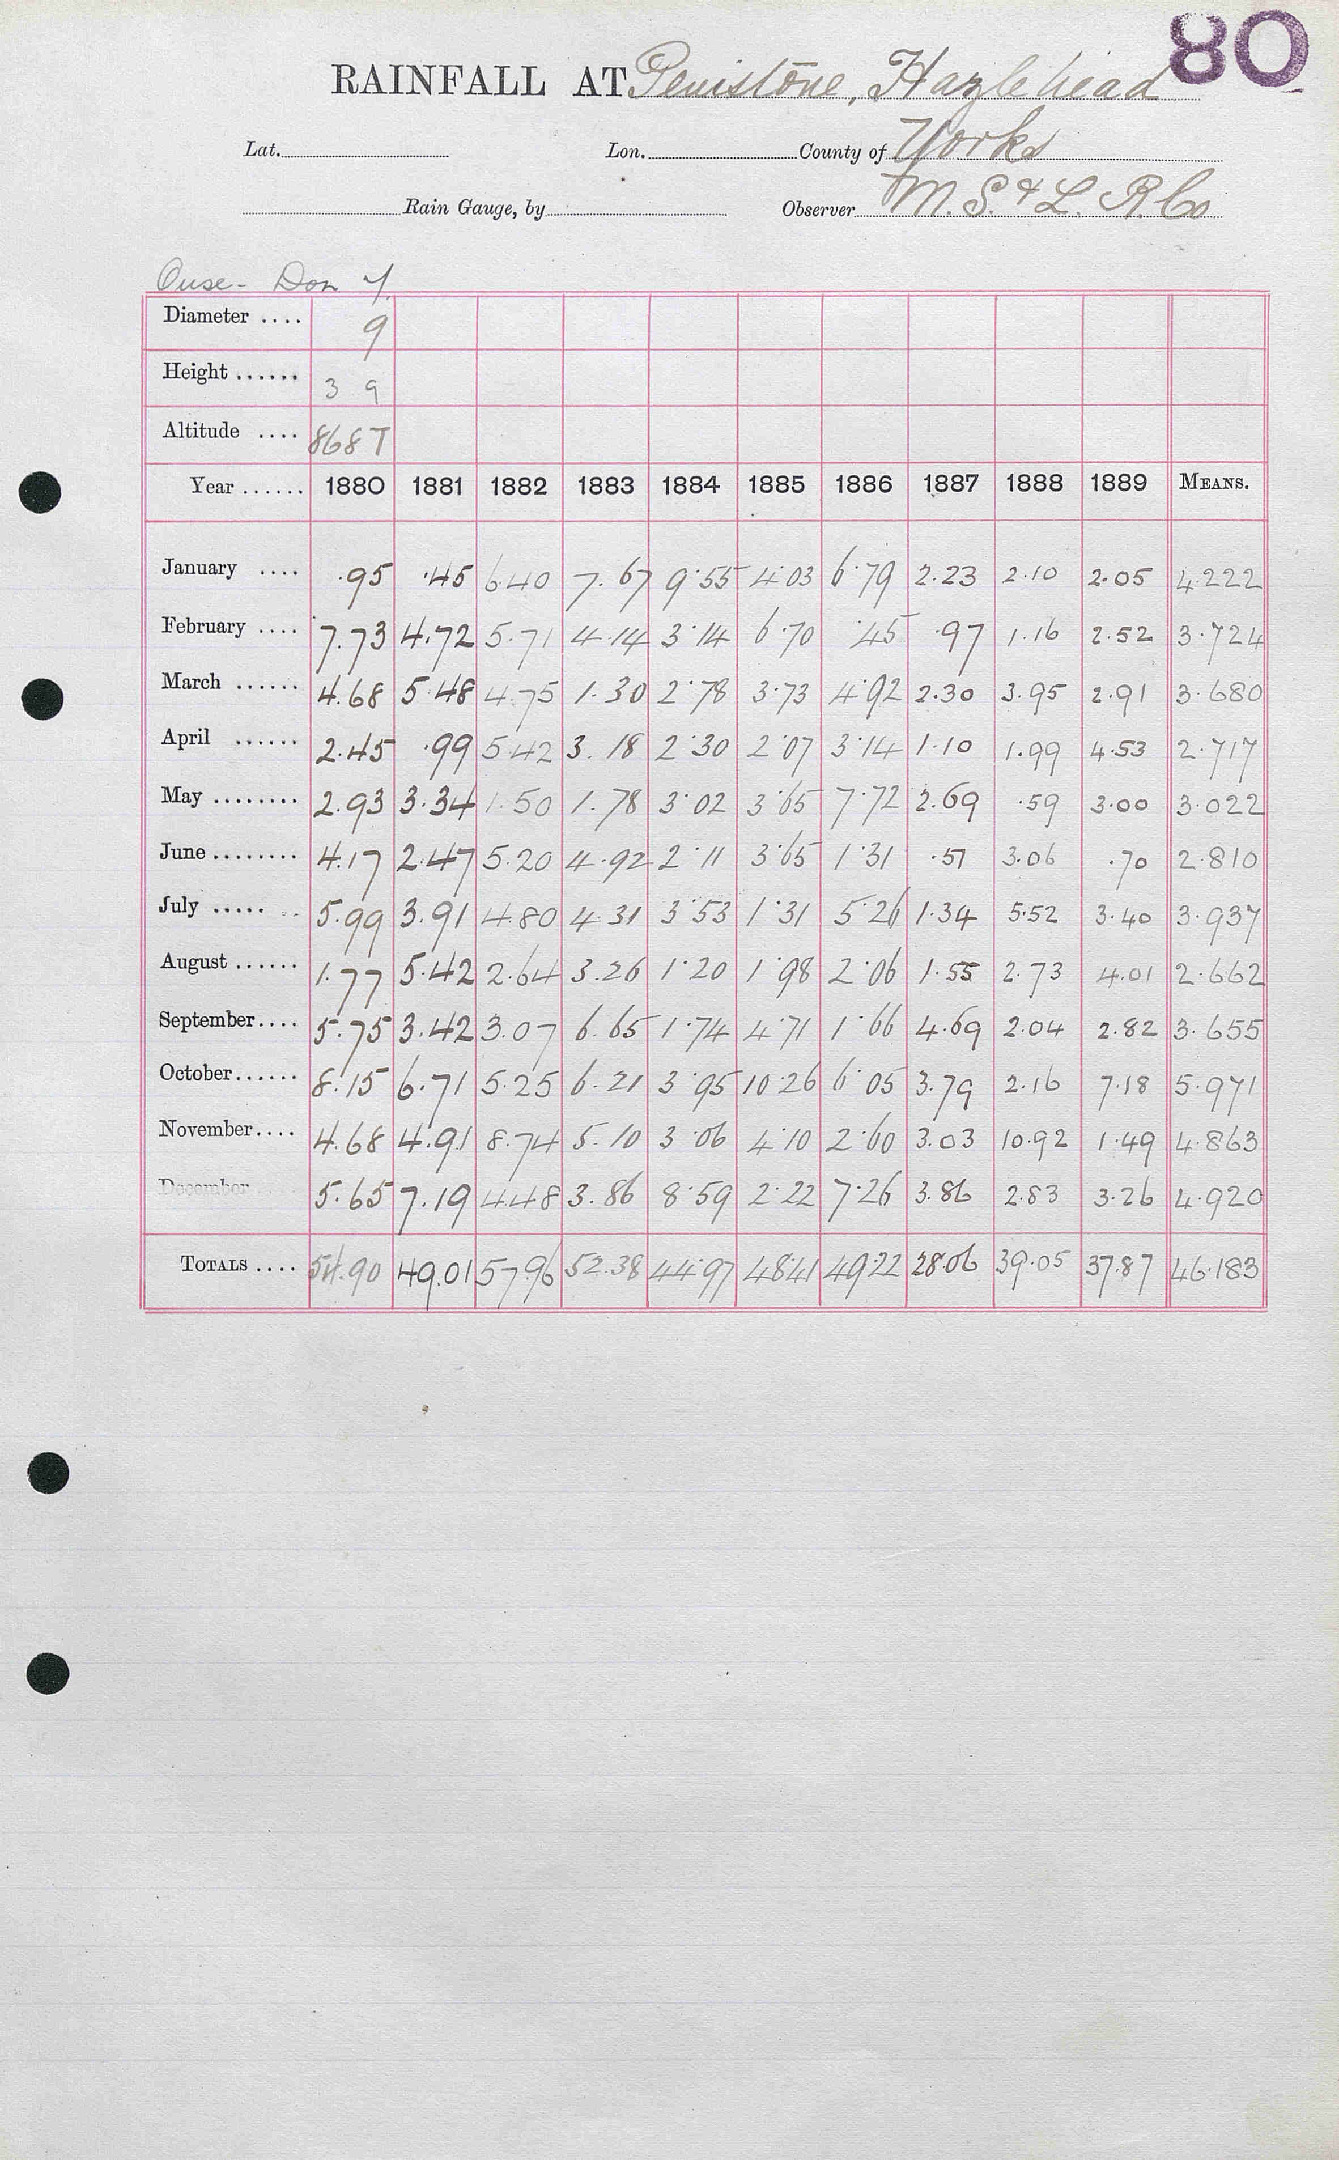 80
RAINFALL AT Penistone, Hazlehead
Lat. Lon. County of Yorks
Rain Gauge, by Observer M. S. & L. R. Co
Ouse - Don Y.
Diameter .... 9
Height ...... 3 9
Altitude .... 868 T
Year ...... 1880 1881 1882 1883 1884 1885 1886 1887 1888 1889 MEANS.
January .... .95 .45 6.40 7.67 9.55 4.03 6.79 2.23 2.10 2.05 4.222
February .... 7.73 4.72 5.71 4.14 3.14 6.70 .45 .97 1.16 2.52 3.724
March ...... 4.68 5.48 4.75 1.30 2.78 3.73 4.92 2.30 3.95 2.91 3.680
April ...... 2.45 .99 5.42 3.18 2.30 2.07 3.14 1.10 1.99 4.53 2.717
May ........ 2.93 3.34 1.50 1.78 3.02 3.65 7.72 2.69 .59 3.00 3.022
June ........ 4.17 2.47 5.20 4.92 2.11 3.65 1.31 .51 3.06 .70 2.810
July ..... .. 5.99 3.91 4.80 4.31 3.53 1.31 5.26 1.34 5.52 3.40 3.937
August ...... 1.77 5.42 2.64 3.26 1.20 1.98 2.06 1.55 2.73 4.01 2.662
September.... 5.75 3.42 3.07 6.65 1.74 4.71 1.66 4.69 2.04 2.82 3.655
October...... 8.15 6.71 5.25 6.21 3.95 10.26 6.05 3.79 2.16 7.18 5.971
November.... 4.68 4.91 8.74 5.10 3.06 4.10 2.60 3.03 10.92 1.49 4.863
December 5.65 7.19 4.48 3.86 8.59 2.22 7.26 3.86 2.83 3.26 4.920
TOTALS .... 54.90 49.01 57.96 52.38 44.97 48.41 49.22 28.06 39.05 37.87 46.183